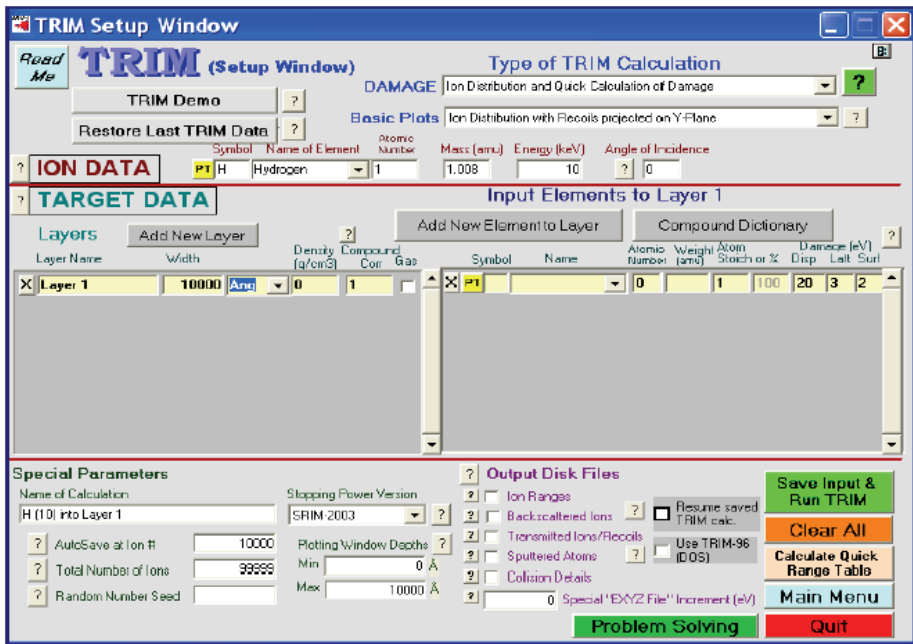 TRIM Setup Window
Read Me
TRIM (Setup Window)
Type of TRIM Calculation
B:
TRIM Demo ?
DAMAGE Ion Distribution and Quick Calculation of Damage ?
Restore Last TRIM Data ?
Basic Plots Ion Distribution with Recoils projected on Y-Plane ?
Symbol Name of Element Atomic Number Mass (amu) Energy (keV) Angle of Incidence
? ION DATA PT H Hydrogen 1 1.008 10 ? 0
? TARGET DATA
Input Elements to Layer 1
Layers Add New Layer ?
Add New Element to Layer Compound Dictionary ?
Layer Name Width Density (g/cm3) Compound Corr Gas
Symbol Name Atomic Number Weight (amu) Atom Stoich or % Damage (eV) Disp Latt Surf
X Layer 1 10000 Ang 0 1
X PT 0 1 100 20 3 2
Special Parameters
Name of Calculation
H (10) into Layer 1
Stopping Power Version
SRIM-2003 ?
? AutoSave at Ion # 10000
? Total Number of Ions 99999
? Random Number Seed
Plotting Window Depths ?
Min 0 Å
Max 10000 Å
? Output Disk Files
? Ion Ranges
? Backscattered Ions ?
? Transmitted Ions/Recoils
? Sputtered Atoms ?
? Collision Details
? 0 Special "EXYZ File" Increment (eV)
Resume saved TRIM calc.
Use TRIM-96 (DOS)
Save Input & Run TRIM
Clear All
Calculate Quick Range Table
Main Menu
Problem Solving
Quit